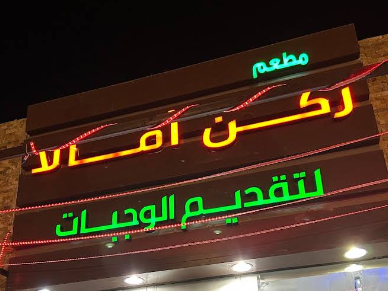 مطعم
ركن أمالا
لتقديم الوجبات